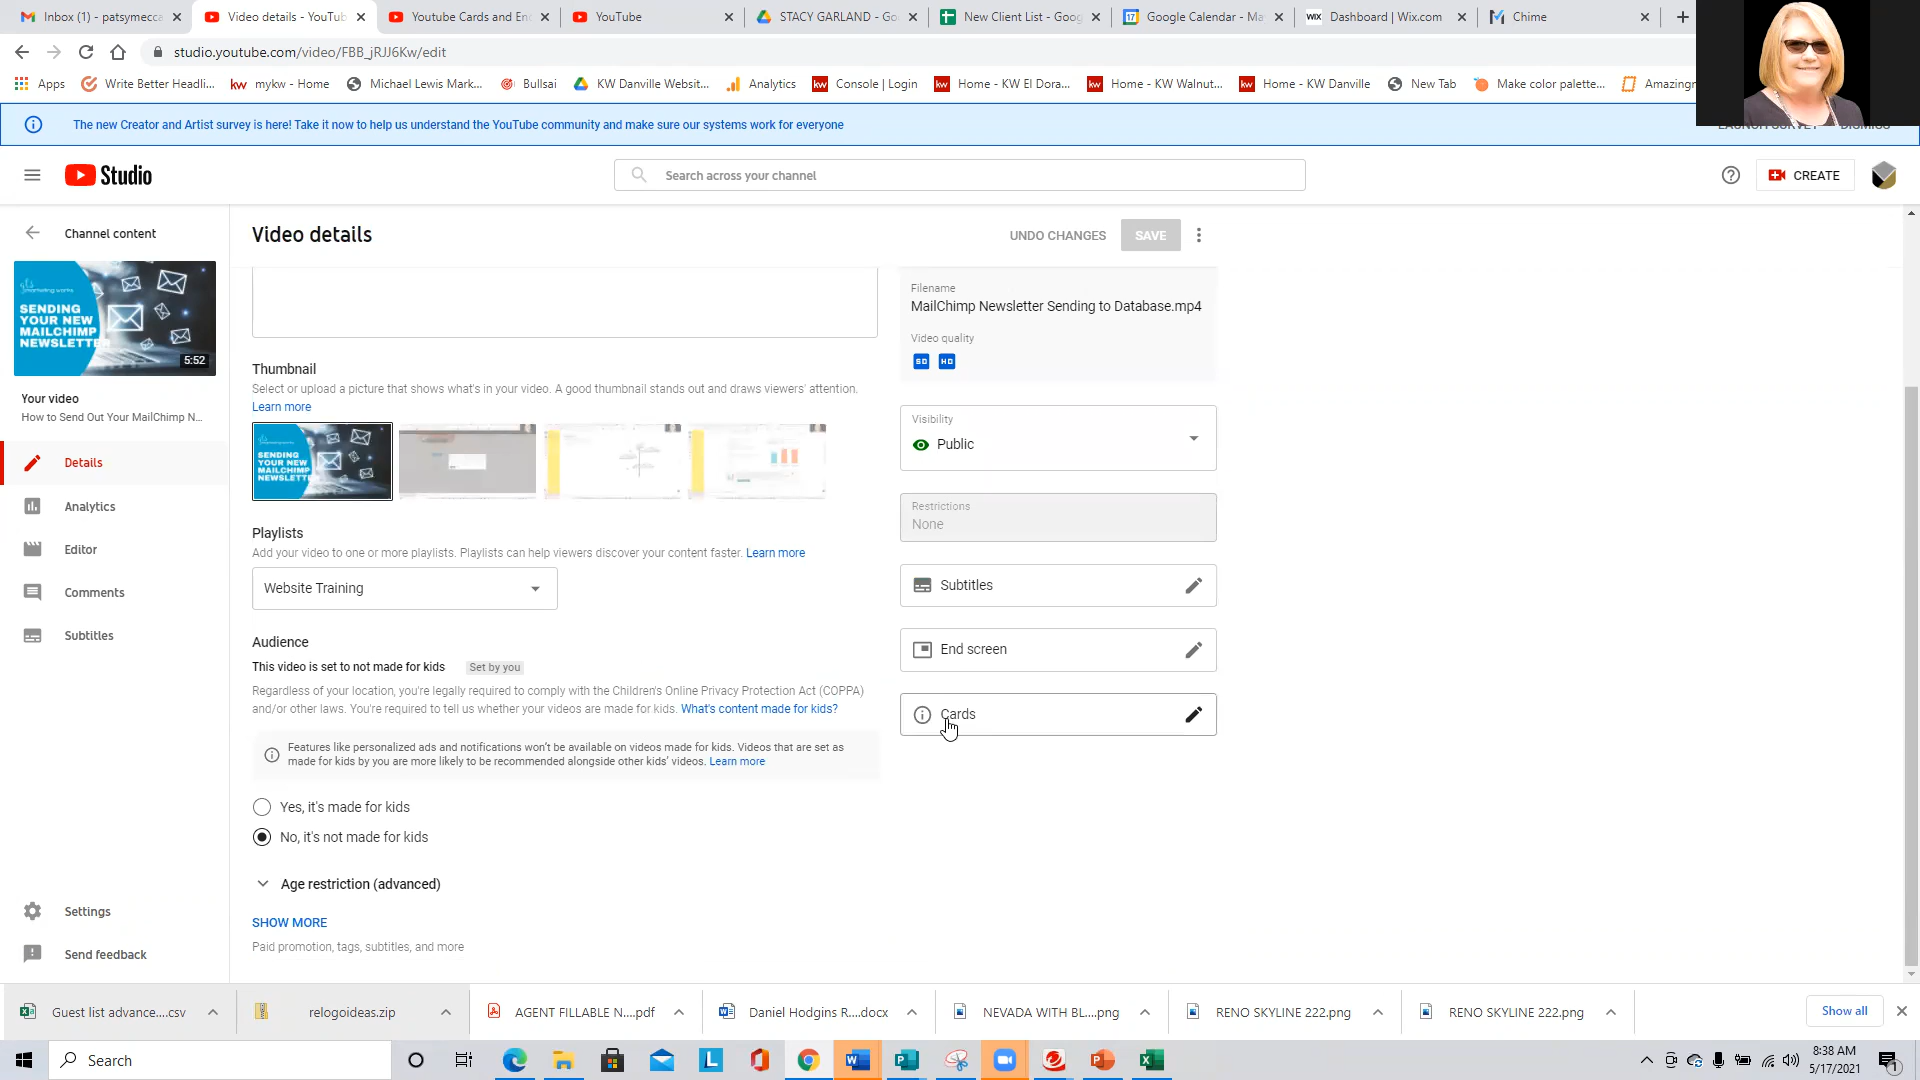 Inbox (1) - patsymecca
Video details - YouTub
Youtube Cards and End
YouTube
STACY GARLAND - Go
New Client List - Goog
Google Calendar - Ma
Dashboard | Wix.com
Chime
studio.youtube.com/video/FBB_jRJJ6Kw/edit
Apps
Write Better Headli...
mykw - Home
Michael Lewis Mark...
Bullsai
KW Danville Websit...
Analytics
Console | Login
Home - KW El Dora...
Home - KW Walnut...
Home - KW Danville
New Tab
Make color palette...
Amazing
The new Creator and Artist survey is here! Take it now to help us understand the YouTube community and make sure our systems work for everyone
LAUNCH SURVEY
DISMISS
Studio
Search across your channel
CREATE
Channel content
Video details
UNDO CHANGES
SAVE
marketing works
SENDING
YOUR NEW
MAILCHIMP
NEWSLETTER
5:52
Filename
MailChimp Newsletter Sending to Database.mp4
Video quality
SD HD
Thumbnail
Select or upload a picture that shows what's in your video. A good thumbnail stands out and draws viewers' attention.
Learn more
Your video
How to Send Out Your MailChimp N...
Visibility
Public
SENDING
YOUR NEW
MAILCHIMP
NEWSLETTER
Details
Analytics
Editor
Comments
Subtitles
Restrictions
None
Playlists
Add your video to one or more playlists. Playlists can help viewers discover your content faster. Learn more
Website Training
Subtitles
End screen
Cards
Audience
This video is set to not made for kids
Set by you
Regardless of your location, you're legally required to comply with the Children's Online Privacy Protection Act (COPPA)
and/or other laws. You're required to tell us whether your videos are made for kids. What's content made for kids?
Features like personalized ads and notifications won't be available on videos made for kids. Videos that are set as
made for kids by you are more likely to be recommended alongside other kids' videos. Learn more
Yes, it's made for kids
No, it's not made for kids
Age restriction (advanced)
SHOW MORE
Paid promotion, tags, subtitles, and more
Settings
Send feedback
Guest list advance....csv
relogoideas.zip
AGENT FILLABLE N....pdf
Daniel Hodgins R....docx
NEVADA WITH BL....png
RENO SKYLINE 222.png
RENO SKYLINE 222.png
Show all
Search
8:38 AM
5/17/2021
1